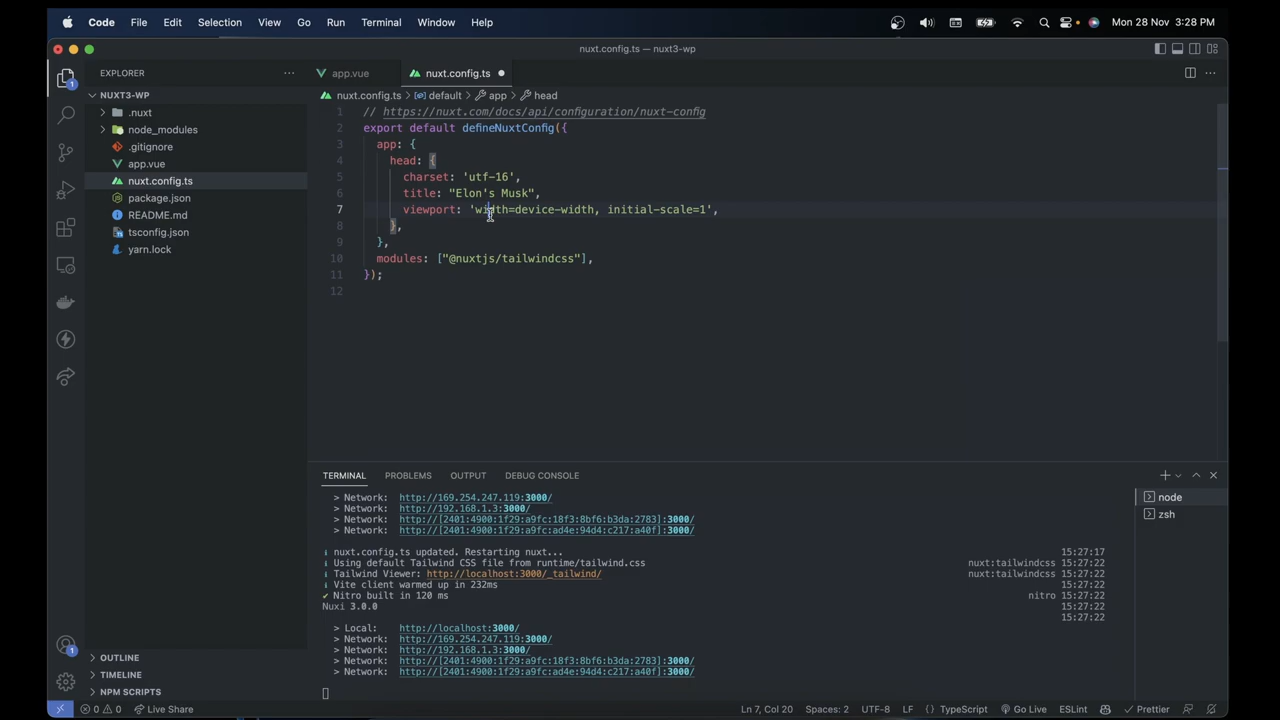 Code File Edit Selection View Go Run Terminal Window Help Mon 28 Nov 3:28 PM
nuxt.config.ts — nuxt3-wp
EXPLORER
NUXT3-WP
.nuxt
node_modules
.gitignore
app.vue
nuxt.config.ts
package.json
README.md
tsconfig.json
yarn.lock
OUTLINE
TIMELINE
NPM SCRIPTS
app.vue nuxt.config.ts
nuxt.config.ts > default > app > head
1 // https://nuxt.com/docs/api/configuration/nuxt-config
2 export default defineNuxtConfig({
3 app: {
4 head: {
5 charset: 'utf-16',
6 title: "Elon's Musk",
7 viewport: 'width=device-width, initial-scale=1',
8 },
9 },
10 modules: ["@nuxtjs/tailwindcss"],
11 });
12
TERMINAL PROBLEMS OUTPUT DEBUG CONSOLE
> Network: http://169.254.247.119:3000/
> Network: http://192.168.1.3:3000/
> Network: http://[2401:4900:1f29:a9fc:18f3:8bf6:b3da:2783]:3000/
> Network: http://[2401:4900:1f29:a9fc:ad4e:94d4:c217:a40f]:3000/
i nuxt.config.ts updated. Restarting nuxt... 15:27:17
i Using default Tailwind CSS file from runtime/tailwind.css nuxt:tailwindcss 15:27:22
i Tailwind Viewer: http://localhost:3000/_tailwind/ nuxt:tailwindcss 15:27:22
i Vite client warmed up in 232ms 15:27:22
✔ Nitro built in 120 ms nitro 15:27:22
Nuxi 3.0.0 15:27:22
15:27:22
> Local: http://localhost:3000/
> Network: http://169.254.247.119:3000/
> Network: http://192.168.1.3:3000/
> Network: http://[2401:4900:1f29:a9fc:18f3:8bf6:b3da:2783]:3000/
> Network: http://[2401:4900:1f29:a9fc:ad4e:94d4:c217:a40f]:3000/
node
zsh
1
1
0 0 Live Share Ln 7, Col 20 Spaces: 2 UTF-8 LF {} TypeScript Go Live ESLint Prettier